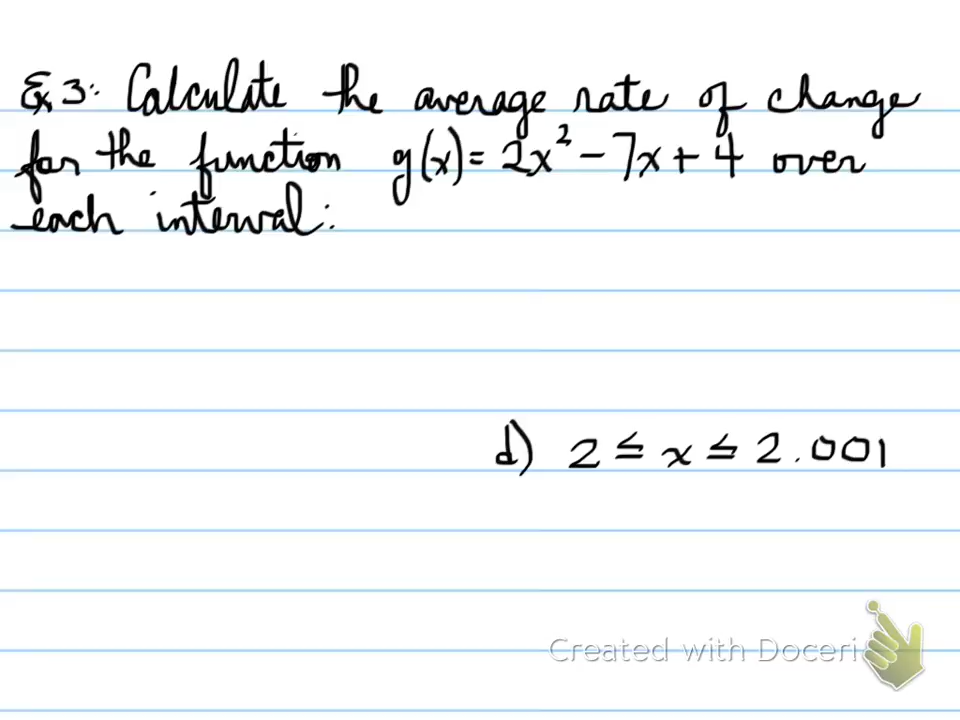 Ex 3: Calculate the average rate of change
for the function g(x) = 2x² - 7x + 4 over
each interval:
d) 2 ≤ x ≤ 2.001
Created with Doceri